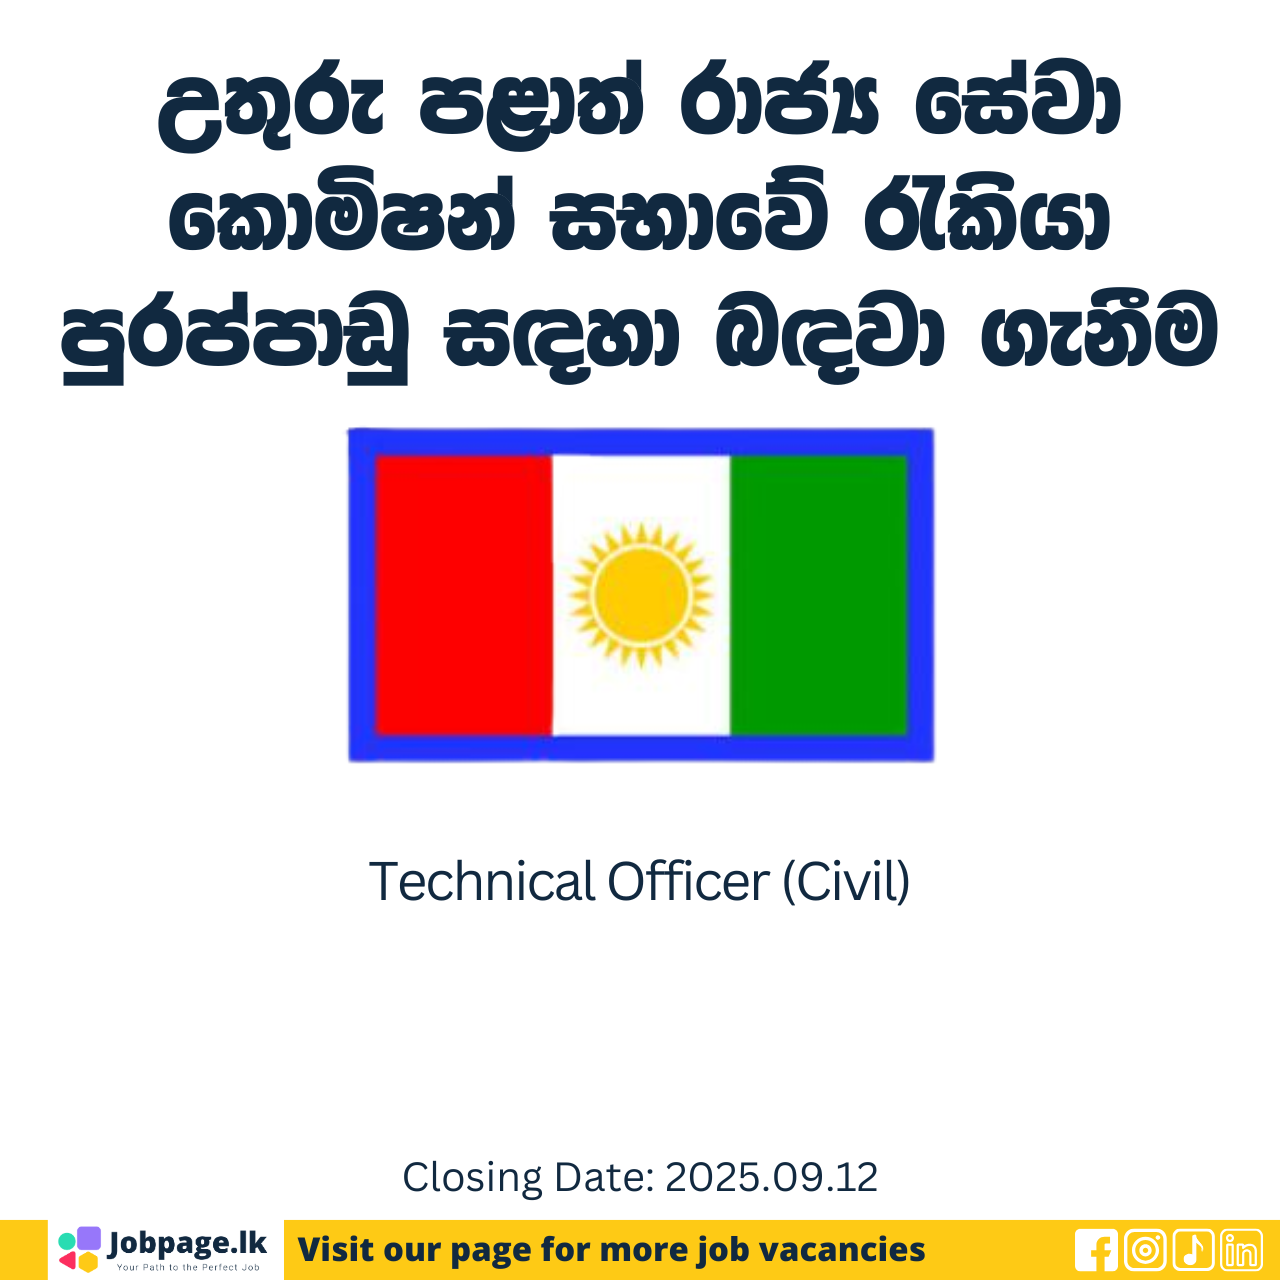 උතුරු පළාත් රාජ්‍ය සේවා
කොමිෂන් සභාවේ රැකියා
පුරප්පාඩු සඳහා බඳවා ගැනීම
Technical Officer (Civil)
Closing Date: 2025.09.12
Jobpage.lk
Your Path to the Perfect Job
Visit our page for more job vacancies